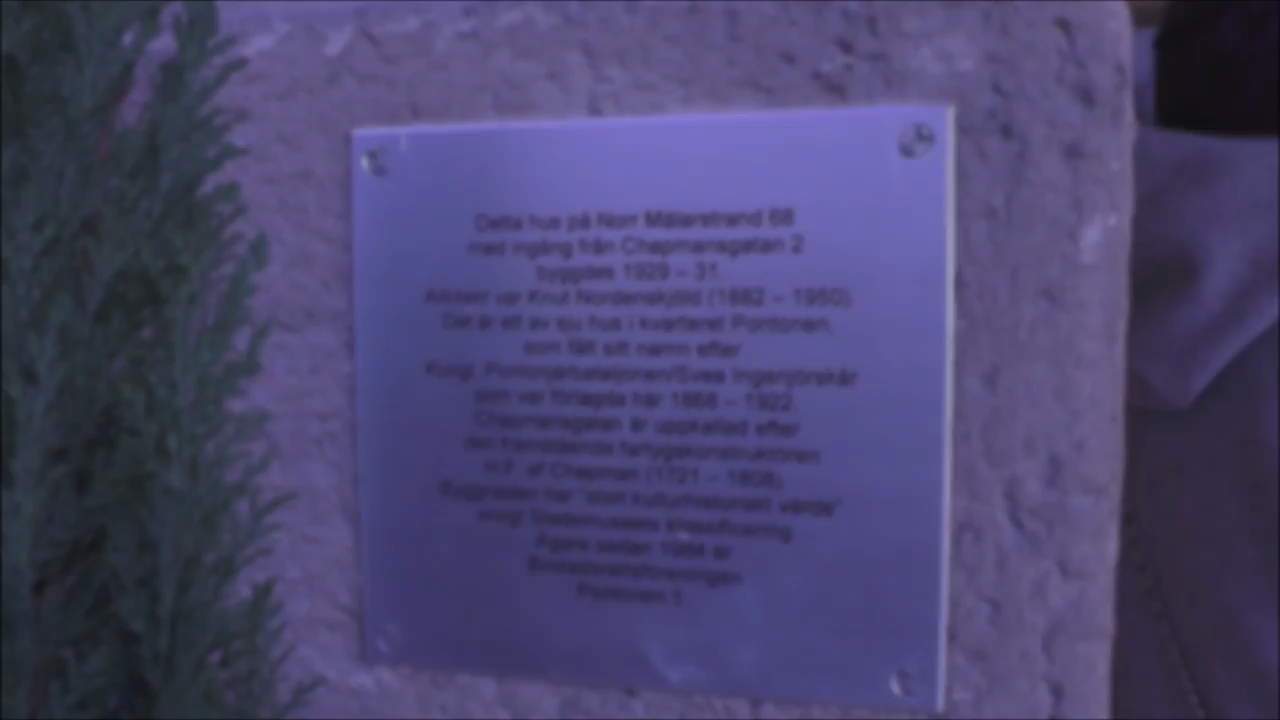 Detta hus på Norr Mälarstrand 68
med ingång från Chapmansgatan 2
byggdes 1929 – 31.
Arkitekt var Knut Nordenskjöld (1882 – 1950)
Det är ett av sju hus i kvarteret Pontonen,
som fått sitt namn efter
Kungl. Pontonjärbataljonen/Svea Ingenjörskår
som var förlagda här 1868 – 1922.
Chapmansgatan är uppkallad efter
den framstående fartygskonstruktören
af Chapman (1721 – 1808).
Byggnaden har "stort kulturhistoriskt värde"
enligt Stadsmuseets klassificering
Ägare sedan är
Bostadsrättsföreningen
Pontonen